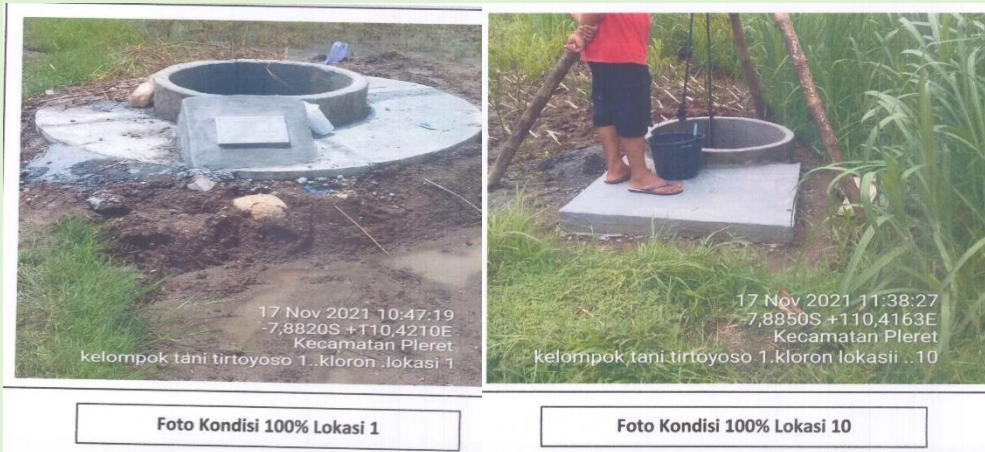 17 Nov 2021 10:47:19
-7,8820S +110,4210E
Kecamatan Pleret
kelompok tani tirtoyoso 1..kloron .lokasi 1
Foto Kondisi 100% Lokasi 1
17 Nov 2021 11:38:27
-7,8850S +110,4163E
Kecamatan Pleret
kelompok tani tirtoyoso 1.kloron lokasii ..10
Foto Kondisi 100% Lokasi 10